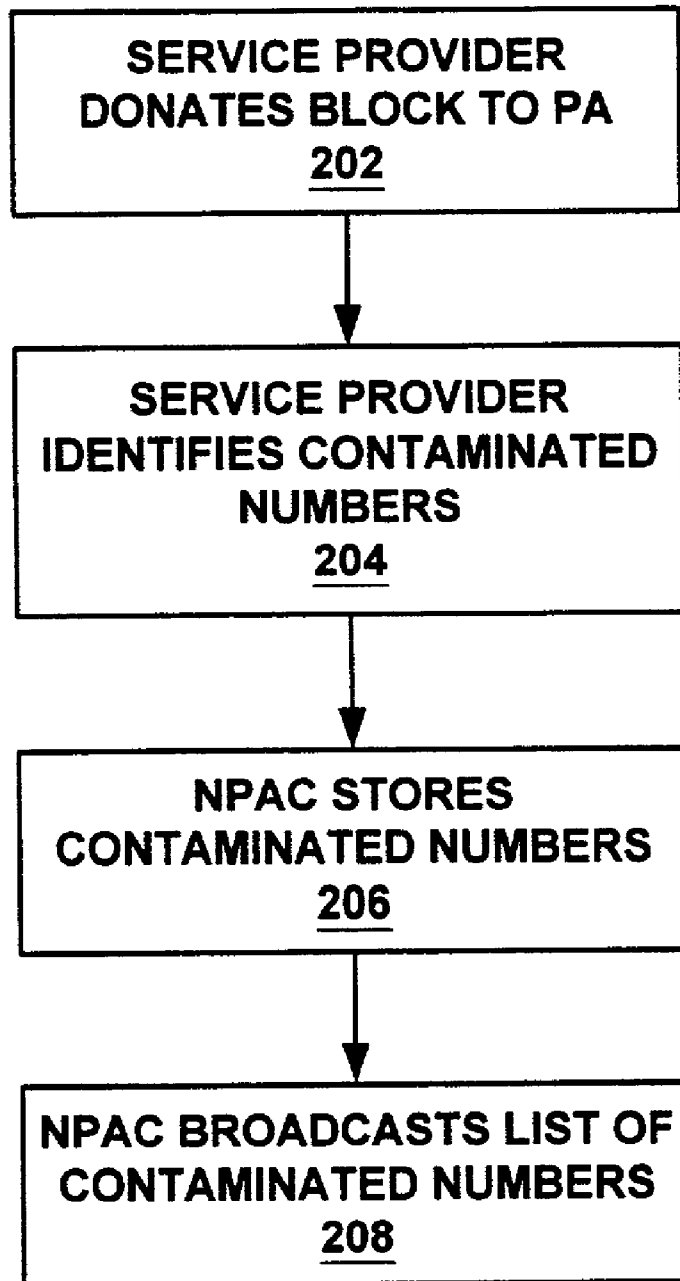 SERVICE PROVIDER
DONATES BLOCK TO PA
202
SERVICE PROVIDER
IDENTIFIES CONTAMINATED
NUMBERS
204
NPAC STORES
CONTAMINATED NUMBERS
206
NPAC BROADCASTS LIST OF
CONTAMINATED NUMBERS
208